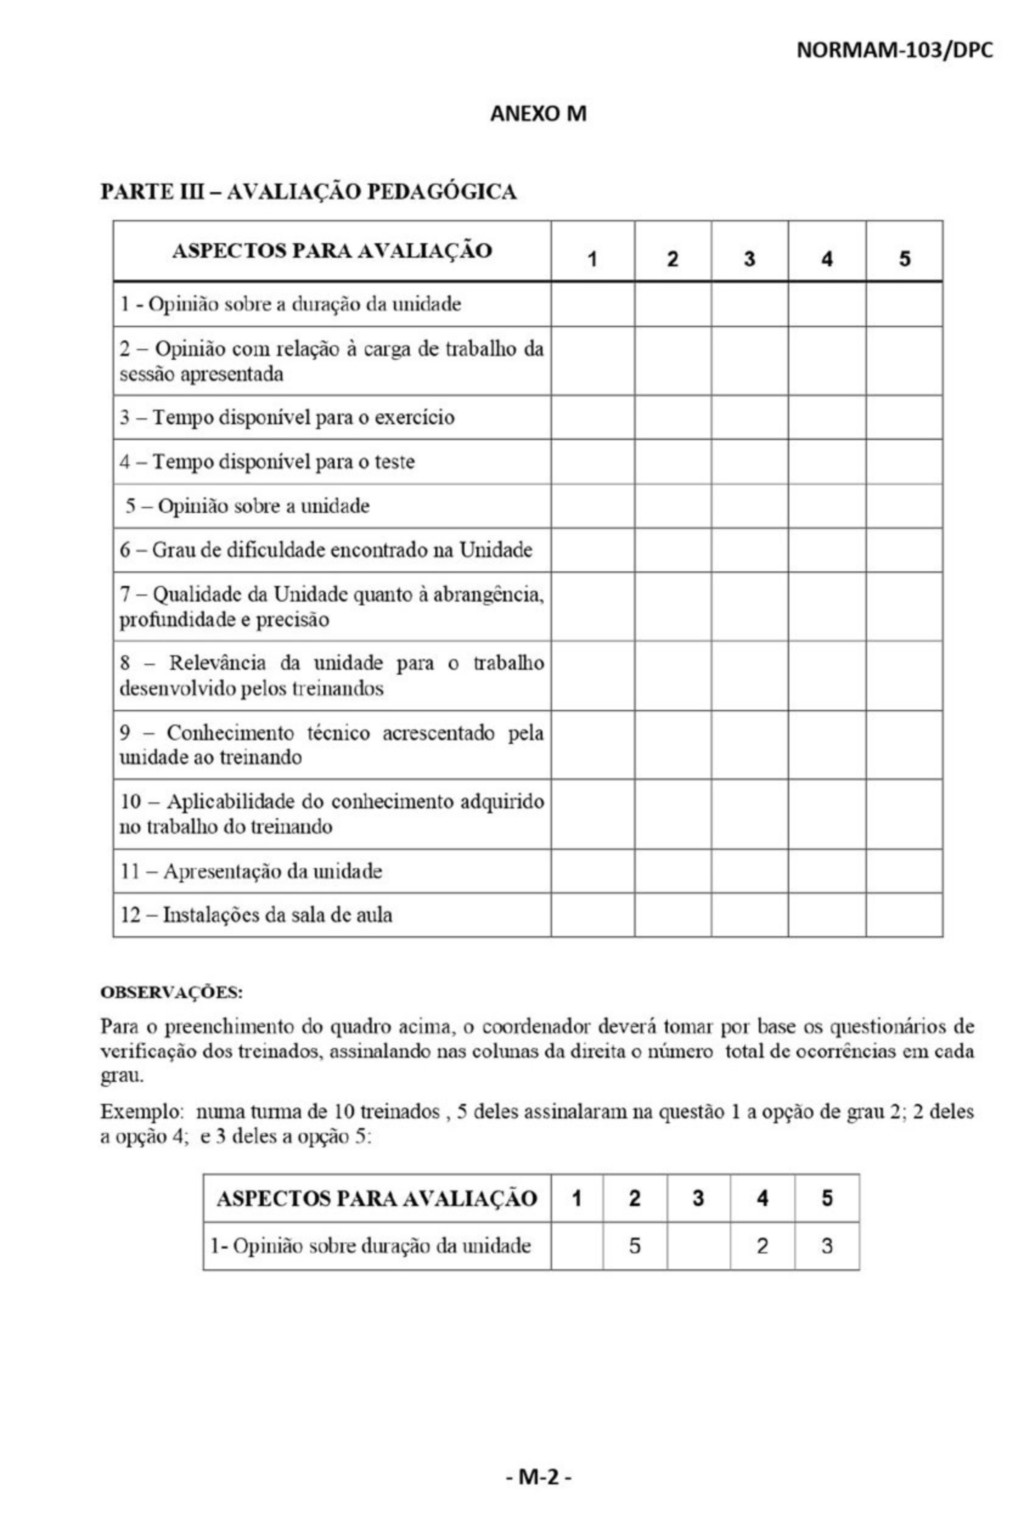 NORMAM-103/DPC
ANEXO M
PARTE III – AVALIAÇÃO PEDAGÓGICA
ASPECTOS PARA AVALIAÇÃO 1 2 3 4 5
1 - Opinião sobre a duração da unidade
2 – Opinião com relação à carga de trabalho da
sessão apresentada
3 – Tempo disponível para o exercício
4 – Tempo disponível para o teste
5 – Opinião sobre a unidade
6 – Grau de dificuldade encontrado na Unidade
7 – Qualidade da Unidade quanto à abrangência,
profundidade e precisão
8 – Relevância da unidade para o trabalho
desenvolvido pelos treinandos
9 – Conhecimento técnico acrescentado pela
unidade ao treinando
10 – Aplicabilidade do conhecimento adquirido
no trabalho do treinando
11 – Apresentação da unidade
12 – Instalações da sala de aula
OBSERVAÇÕES:
Para o preenchimento do quadro acima, o coordenador deverá tomar por base os questionários de
verificação dos treinados, assinalando nas colunas da direita o número total de ocorrências em cada
grau.
Exemplo: numa turma de 10 treinados , 5 deles assinalaram na questão 1 a opção de grau 2; 2 deles
a opção 4; e 3 deles a opção 5:
ASPECTOS PARA AVALIAÇÃO 1 2 3 4 5
1- Opinião sobre duração da unidade 5 2 3
- M-2 -